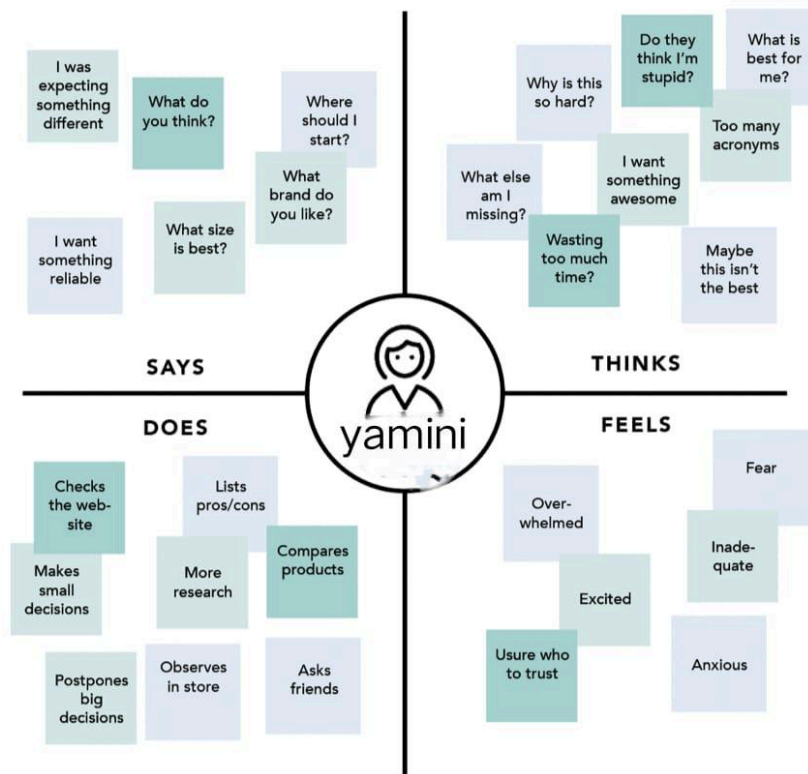 I was
expecting
something
different
What do
you think?
Where
should I
start?
What
brand do
you like?
What size
is best?
I want
something
reliable
SAYS
Do they
think I'm
stupid?
What is
best for
me?
Why is this
so hard?
Too many
acronyms
I want
something
awesome
What else
am I
missing?
Wasting
too much
time?
Maybe
this isn't
the best
THINKS
yamini
DOES
Checks
the web-
site
Lists
pros/cons
Compares
products
Makes
small
decisions
More
research
Postpones
big
decisions
Observes
in store
Asks
friends
FEELS
Over-
whelmed
Fear
Inade-
quate
Excited
Usure who
to trust
Anxious